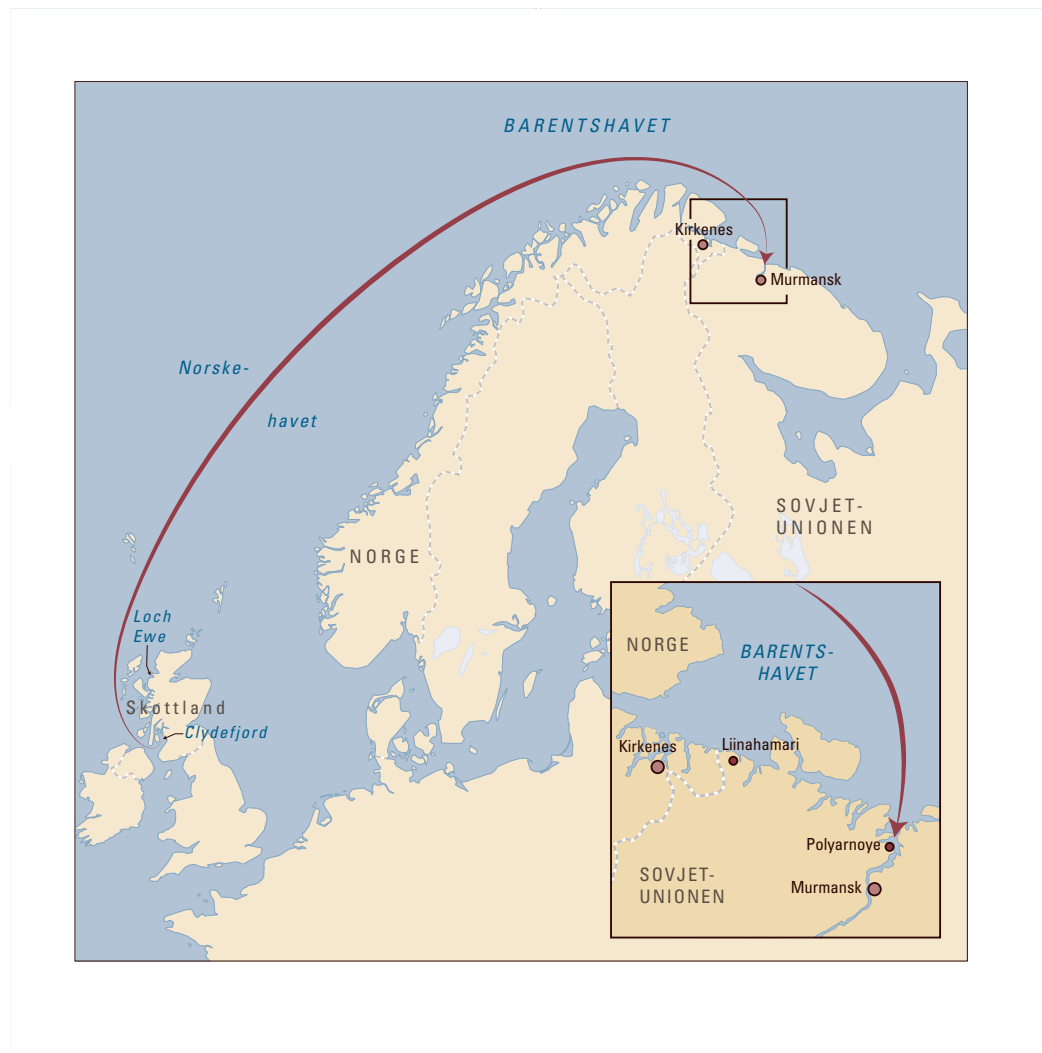 BARENTSHAVET
Kirkenes
Murmansk
Norske-
havet
SOVJET-
UNIONEN
NORGE
Loch
Ewe
Skottland
Clydefjord
NORGE
BARENTS-
HAVET
Kirkenes
Liinahamari
Polyarnoye
SOVJET-
UNIONEN
Murmansk